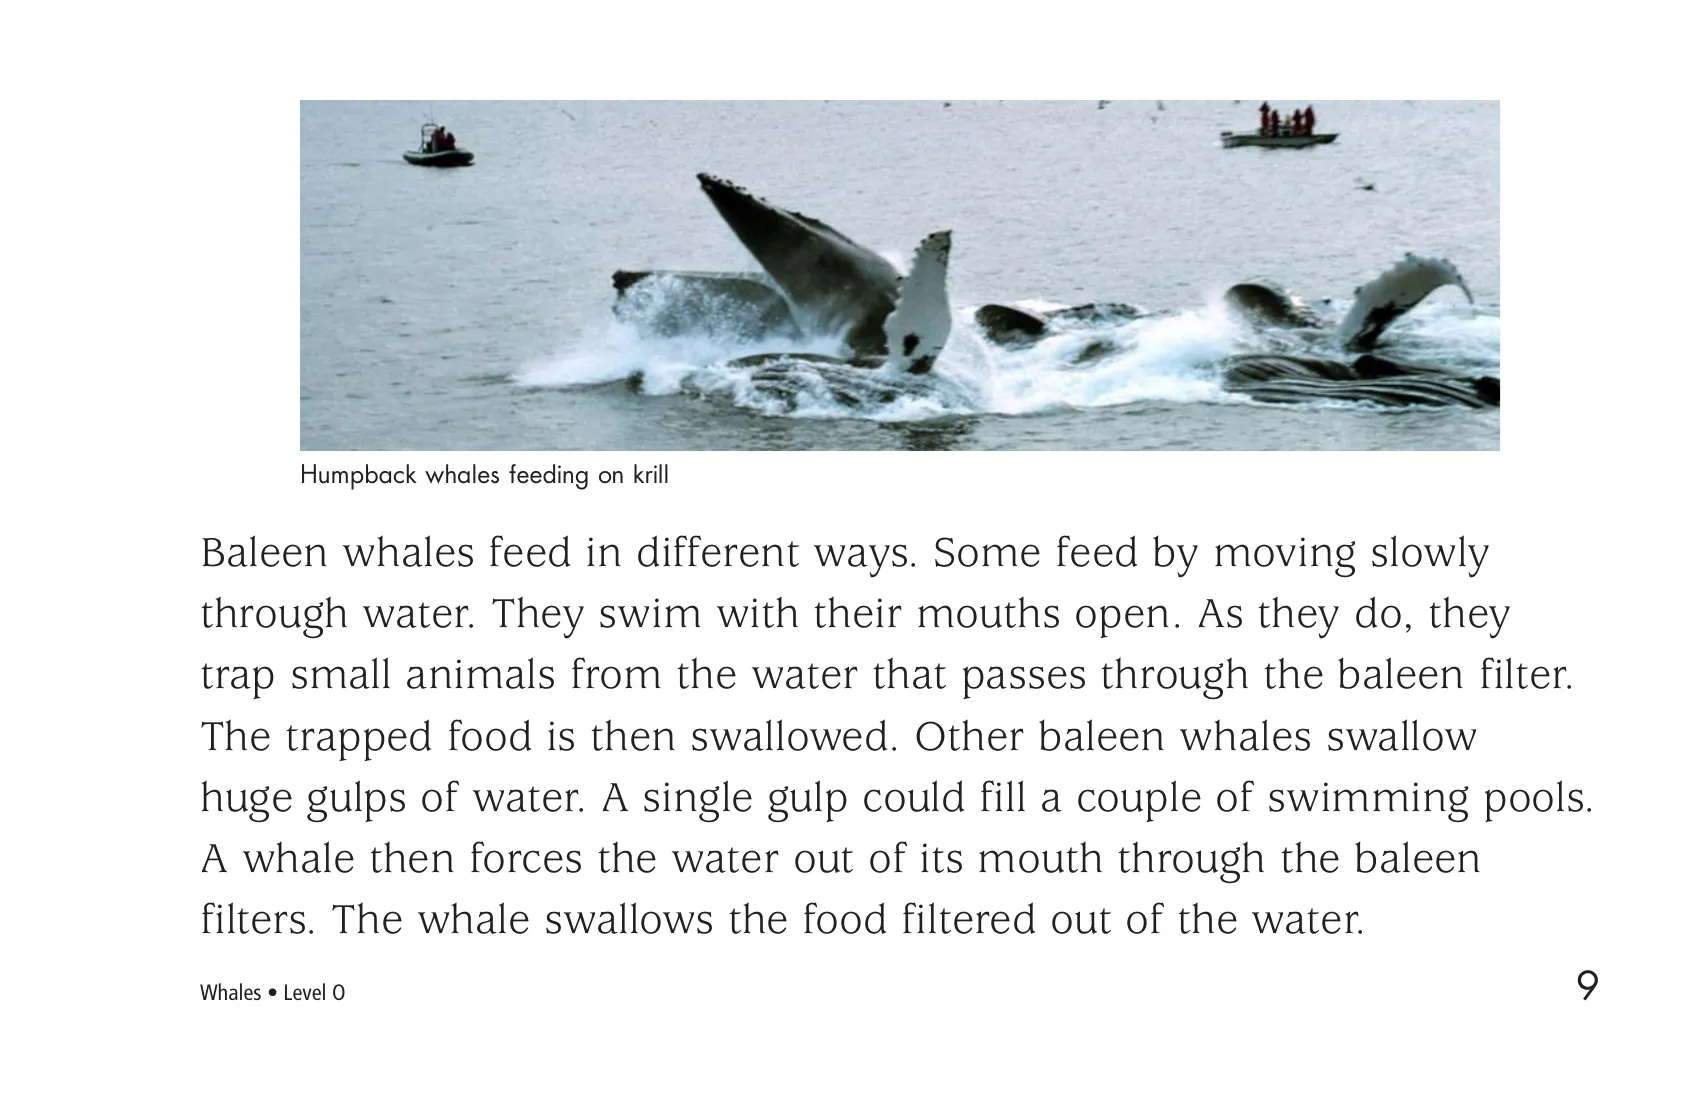 Humpback whales feeding on krill
Baleen whales feed in different ways. Some feed by moving slowly
through water. They swim with their mouths open. As they do, they
trap small animals from the water that passes through the baleen filter.
The trapped food is then swallowed. Other baleen whales swallow
huge gulps of water. A single gulp could fill a couple of swimming pools.
A whale then forces the water out of its mouth through the baleen
filters. The whale swallows the food filtered out of the water.
Whales • Level O
9